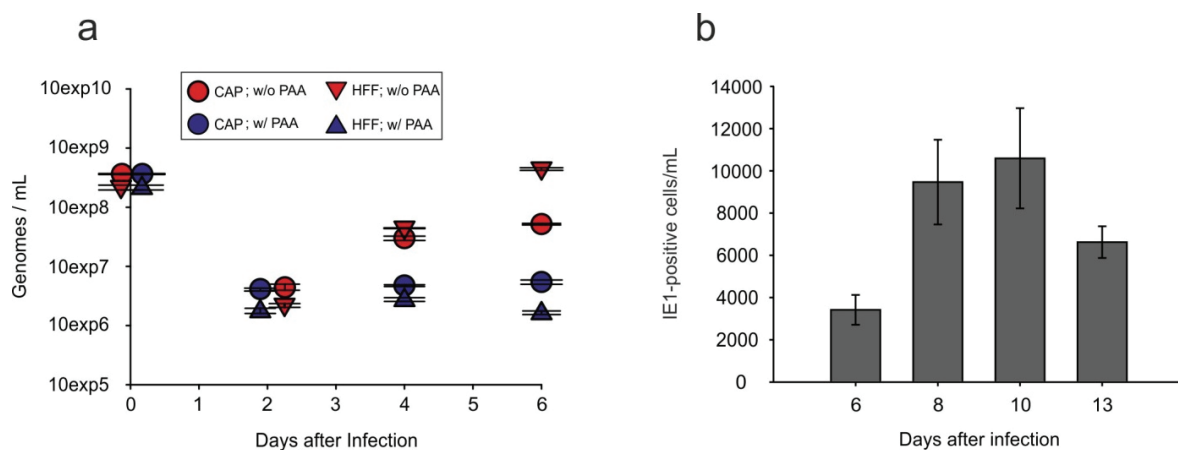 a
10exp10
10exp9
10exp8
10exp7
10exp6
10exp5
Genomes / mL
CAP; w/o PAA
HFF; w/o PAA
CAP; w/ PAA
HFF; w/ PAA
0 1 2 3 4 5 6
Days after Infection
b
14000
12000
10000
8000
6000
4000
2000
0
IE1-positive cells/mL
6 8 10 13
Days after infection